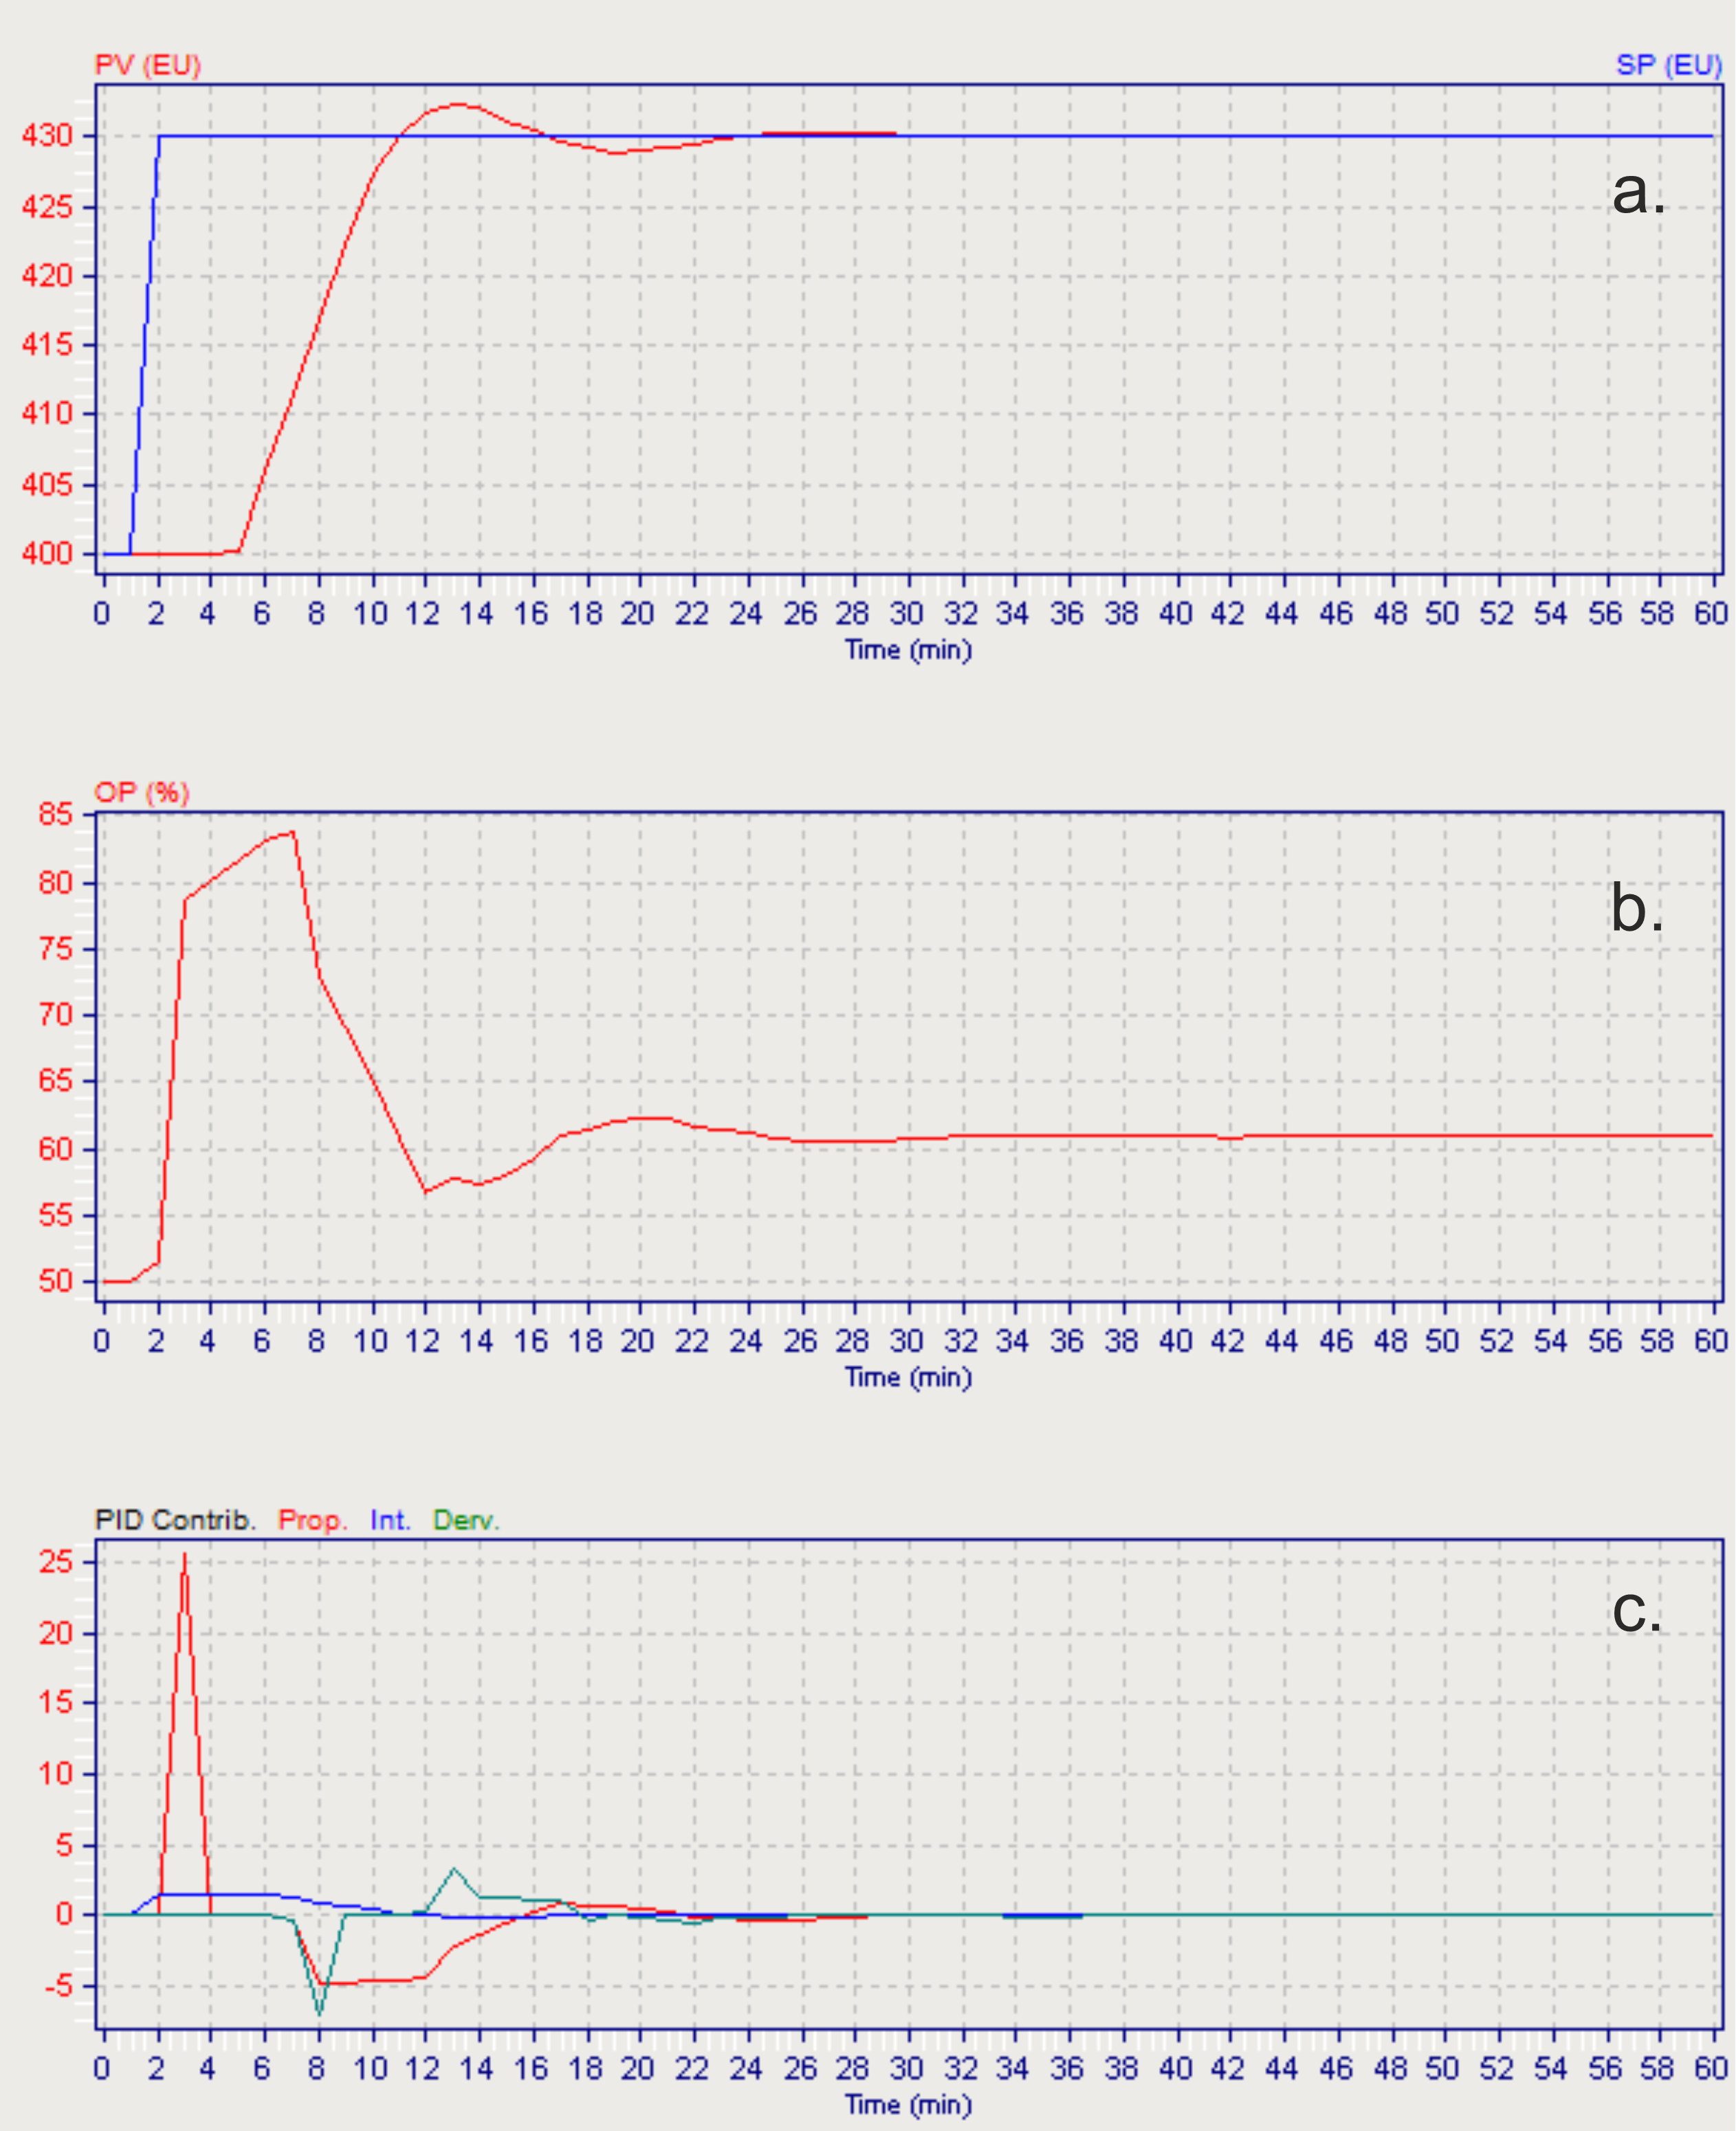 PV (EU) SP (EU)
430
425
a.
420
415
410
405
400
0 2 4 6 8 10 12 14 16 18 20 22 24 26 28 30 32 34 36 38 40 42 44 46 48 50 52 54 56 58 60
Time (min)
OP (%)
85
80
b.
75
70
65
60
55
50
0 2 4 6 8 10 12 14 16 18 20 22 24 26 28 30 32 34 36 38 40 42 44 46 48 50 52 54 56 58 60
Time (min)
PID Contrib. Prop. Int. Derv.
25
c.
20
15
10
5
0
-5
0 2 4 6 8 10 12 14 16 18 20 22 24 26 28 30 32 34 36 38 40 42 44 46 48 50 52 54 56 58 60
Time (min)